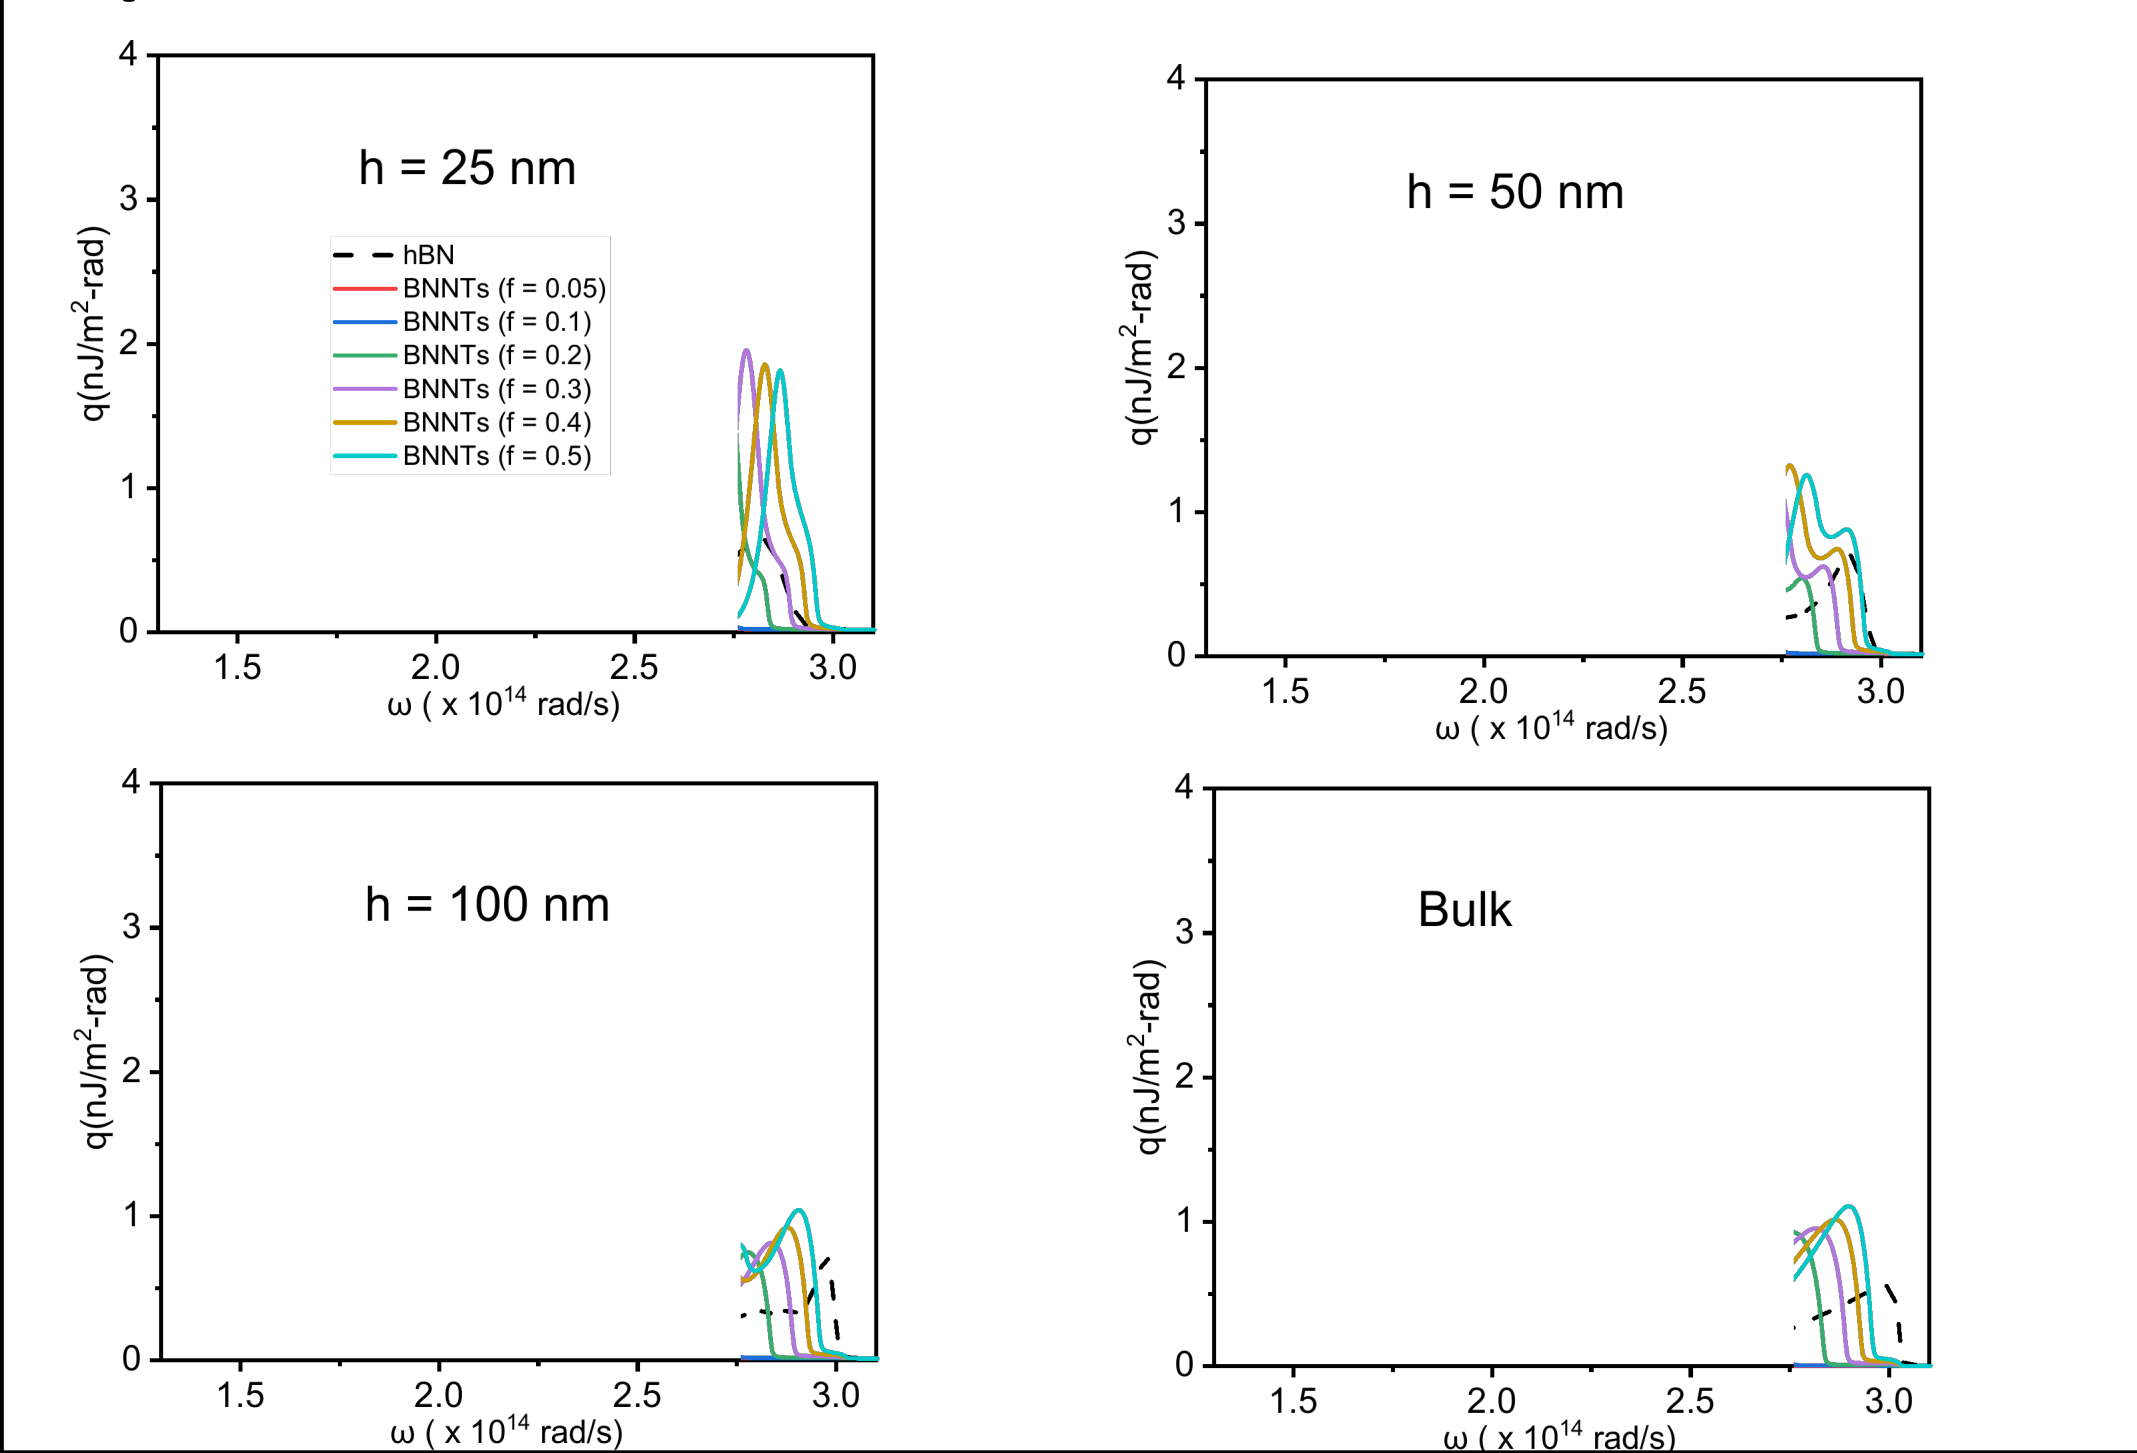 4
3
2
1
0
h = 25 nm
hBN
BNNTs (f = 0.05)
BNNTs (f = 0.1)
BNNTs (f = 0.2)
BNNTs (f = 0.3)
BNNTs (f = 0.4)
BNNTs (f = 0.5)
q(nJ/m²-rad)
1.5 2.0 2.5 3.0
ω ( x 10¹⁴ rad/s)
4
3
2
1
0
h = 50 nm
q(nJ/m²-rad)
1.5 2.0 2.5 3.0
ω ( x 10¹⁴ rad/s)
4
3
2
1
0
h = 100 nm
q(nJ/m²-rad)
1.5 2.0 2.5 3.0
ω ( x 10¹⁴ rad/s)
4
3
2
1
0
Bulk
q(nJ/m²-rad)
1.5 2.0 2.5 3.0
ω ( x 10¹⁴ rad/s)